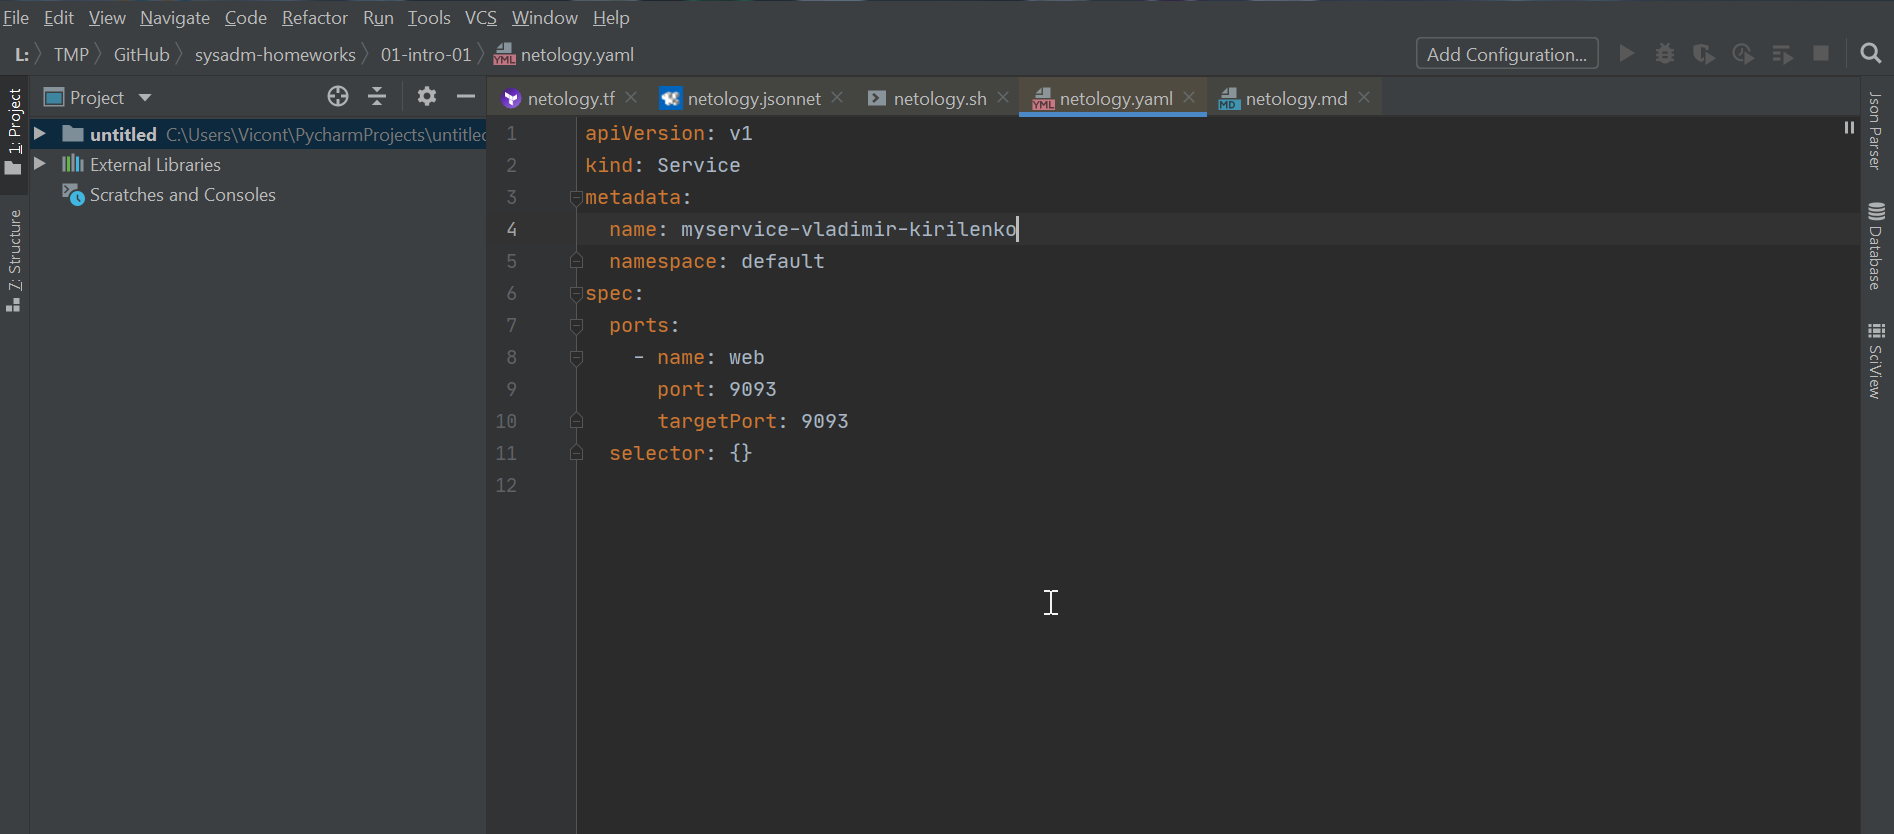 File Edit View Navigate Code Refactor Run Tools VCS Window Help
L: TMP GitHub sysadm-homeworks 01-intro-01 YML netology.yaml Add Configuration...
1: Project
Z: Structure
Project
untitled C:\Users\Vicont\PycharmProjects\untitled
External Libraries
Scratches and Consoles
netology.tf netology.jsonnet netology.sh YML netology.yaml MD netology.md
1 apiVersion: v1
2 kind: Service
3 metadata:
4 name: myservice-vladimir-kirilenko
5 namespace: default
6 spec:
7 ports:
8 - name: web
9 port: 9093
10 targetPort: 9093
11 selector: {}
12
Json Parser
Database
SciView